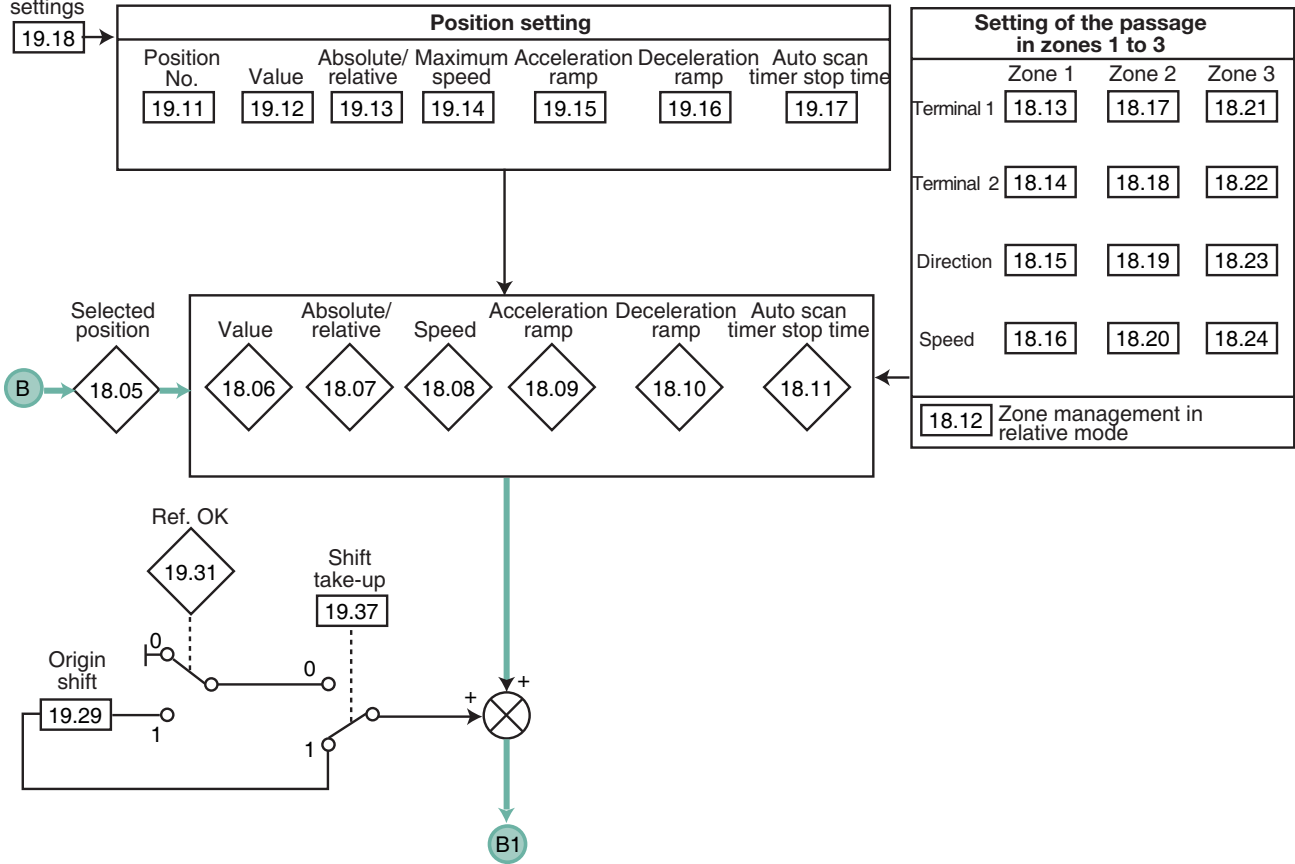 settings
19.18
Position setting
Position No.
Value
Absolute/ relative
Maximum speed
Acceleration ramp
Deceleration ramp
Auto scan timer stop time
19.11
19.12
19.13
19.14
19.15
19.16
19.17
Setting of the passage
in zones 1 to 3
Zone 1
Zone 2
Zone 3
Terminal 1
18.13
18.17
18.21
Terminal 2
18.14
18.18
18.22
Direction
18.15
18.19
18.23
Speed
18.16
18.20
18.24
18.12
Zone management in
relative mode
B
Selected
position
18.05
Value
Absolute/
relative
Speed
Acceleration
ramp
Deceleration
ramp
Auto scan
timer stop time
18.06
18.07
18.08
18.09
18.10
18.11
Ref. OK
19.31
Shift
take-up
19.37
0
0
Origin
shift
19.29
1
1
+
+
B1